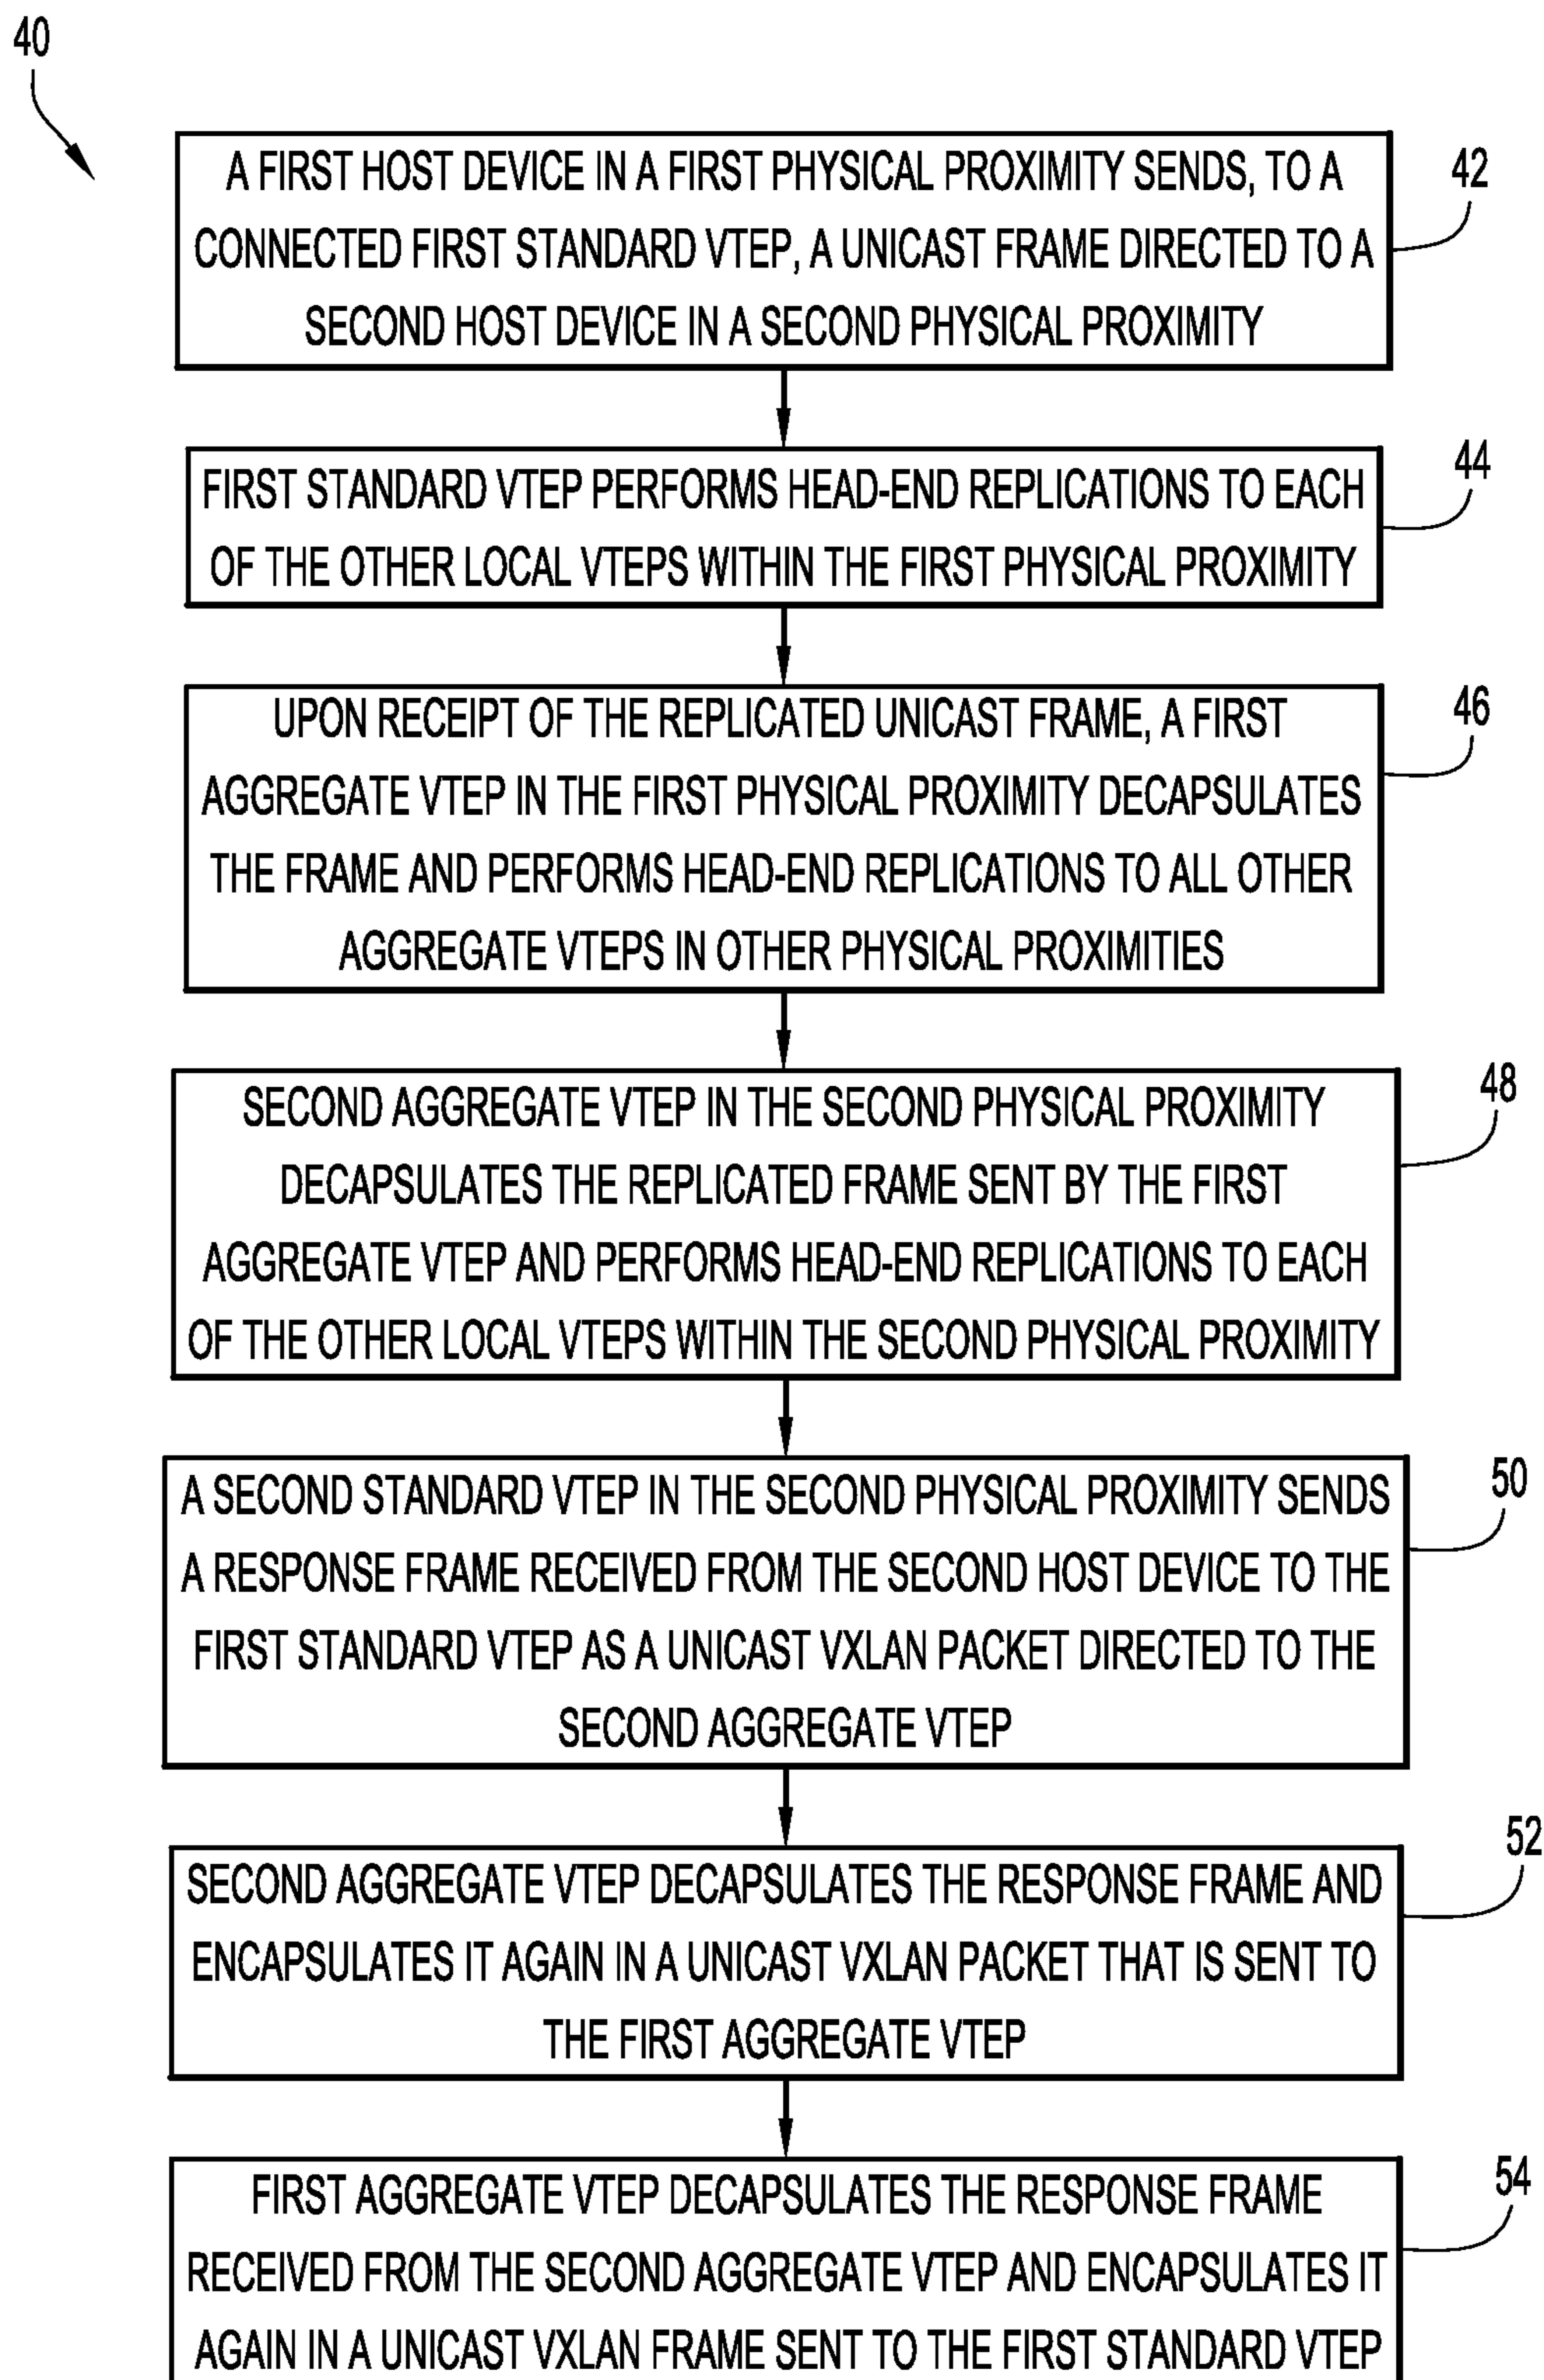 40
A FIRST HOST DEVICE IN A FIRST PHYSICAL PROXIMITY SENDS, TO A
CONNECTED FIRST STANDARD VTEP, A UNICAST FRAME DIRECTED TO A
SECOND HOST DEVICE IN A SECOND PHYSICAL PROXIMITY
42
FIRST STANDARD VTEP PERFORMS HEAD-END REPLICATIONS TO EACH
OF THE OTHER LOCAL VTEPS WITHIN THE FIRST PHYSICAL PROXIMITY
44
UPON RECEIPT OF THE REPLICATED UNICAST FRAME, A FIRST
AGGREGATE VTEP IN THE FIRST PHYSICAL PROXIMITY DECAPSULATES
THE FRAME AND PERFORMS HEAD-END REPLICATIONS TO ALL OTHER
AGGREGATE VTEPS IN OTHER PHYSICAL PROXIMITIES
46
SECOND AGGREGATE VTEP IN THE SECOND PHYSICAL PROXIMITY
DECAPSULATES THE REPLICATED FRAME SENT BY THE FIRST
AGGREGATE VTEP AND PERFORMS HEAD-END REPLICATIONS TO EACH
OF THE OTHER LOCAL VTEPS WITHIN THE SECOND PHYSICAL PROXIMITY
48
A SECOND STANDARD VTEP IN THE SECOND PHYSICAL PROXIMITY SENDS
A RESPONSE FRAME RECEIVED FROM THE SECOND HOST DEVICE TO THE
FIRST STANDARD VTEP AS A UNICAST VXLAN PACKET DIRECTED TO THE
SECOND AGGREGATE VTEP
50
SECOND AGGREGATE VTEP DECAPSULATES THE RESPONSE FRAME AND
ENCAPSULATES IT AGAIN IN A UNICAST VXLAN PACKET THAT IS SENT TO
THE FIRST AGGREGATE VTEP
52
FIRST AGGREGATE VTEP DECAPSULATES THE RESPONSE FRAME
RECEIVED FROM THE SECOND AGGREGATE VTEP AND ENCAPSULATES IT
AGAIN IN A UNICAST VXLAN FRAME SENT TO THE FIRST STANDARD VTEP
54